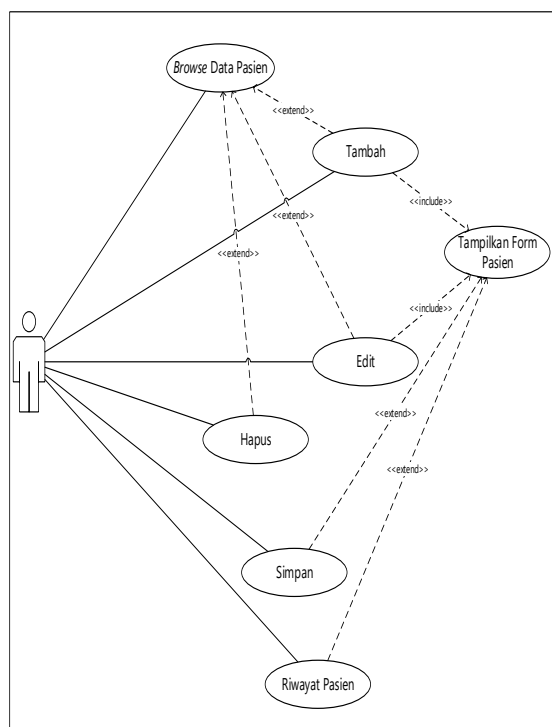 Browse Data Pasien
<<extend>>
Tambah
<<include>>
<<extend>>
Tampilkan Form
Pasien
<<extend>>
<<include>>
Edit
<<extend>>
Hapus
<<extend>>
Simpan
Riwayat Pasien